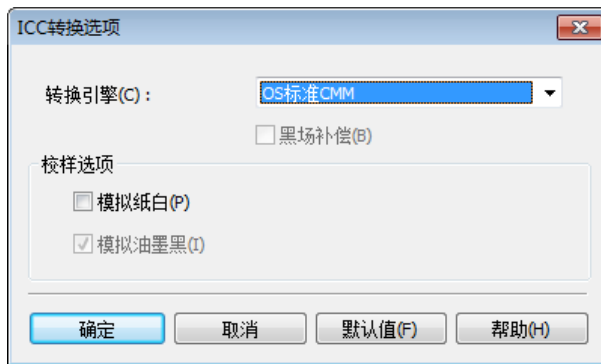 ICC转换选项
转换引擎(C)：
OS标准CMM
黑场补偿(B)
校样选项
模拟纸白(P)
模拟油墨黑(I)
确定
取消
默认值(F)
帮助(H)